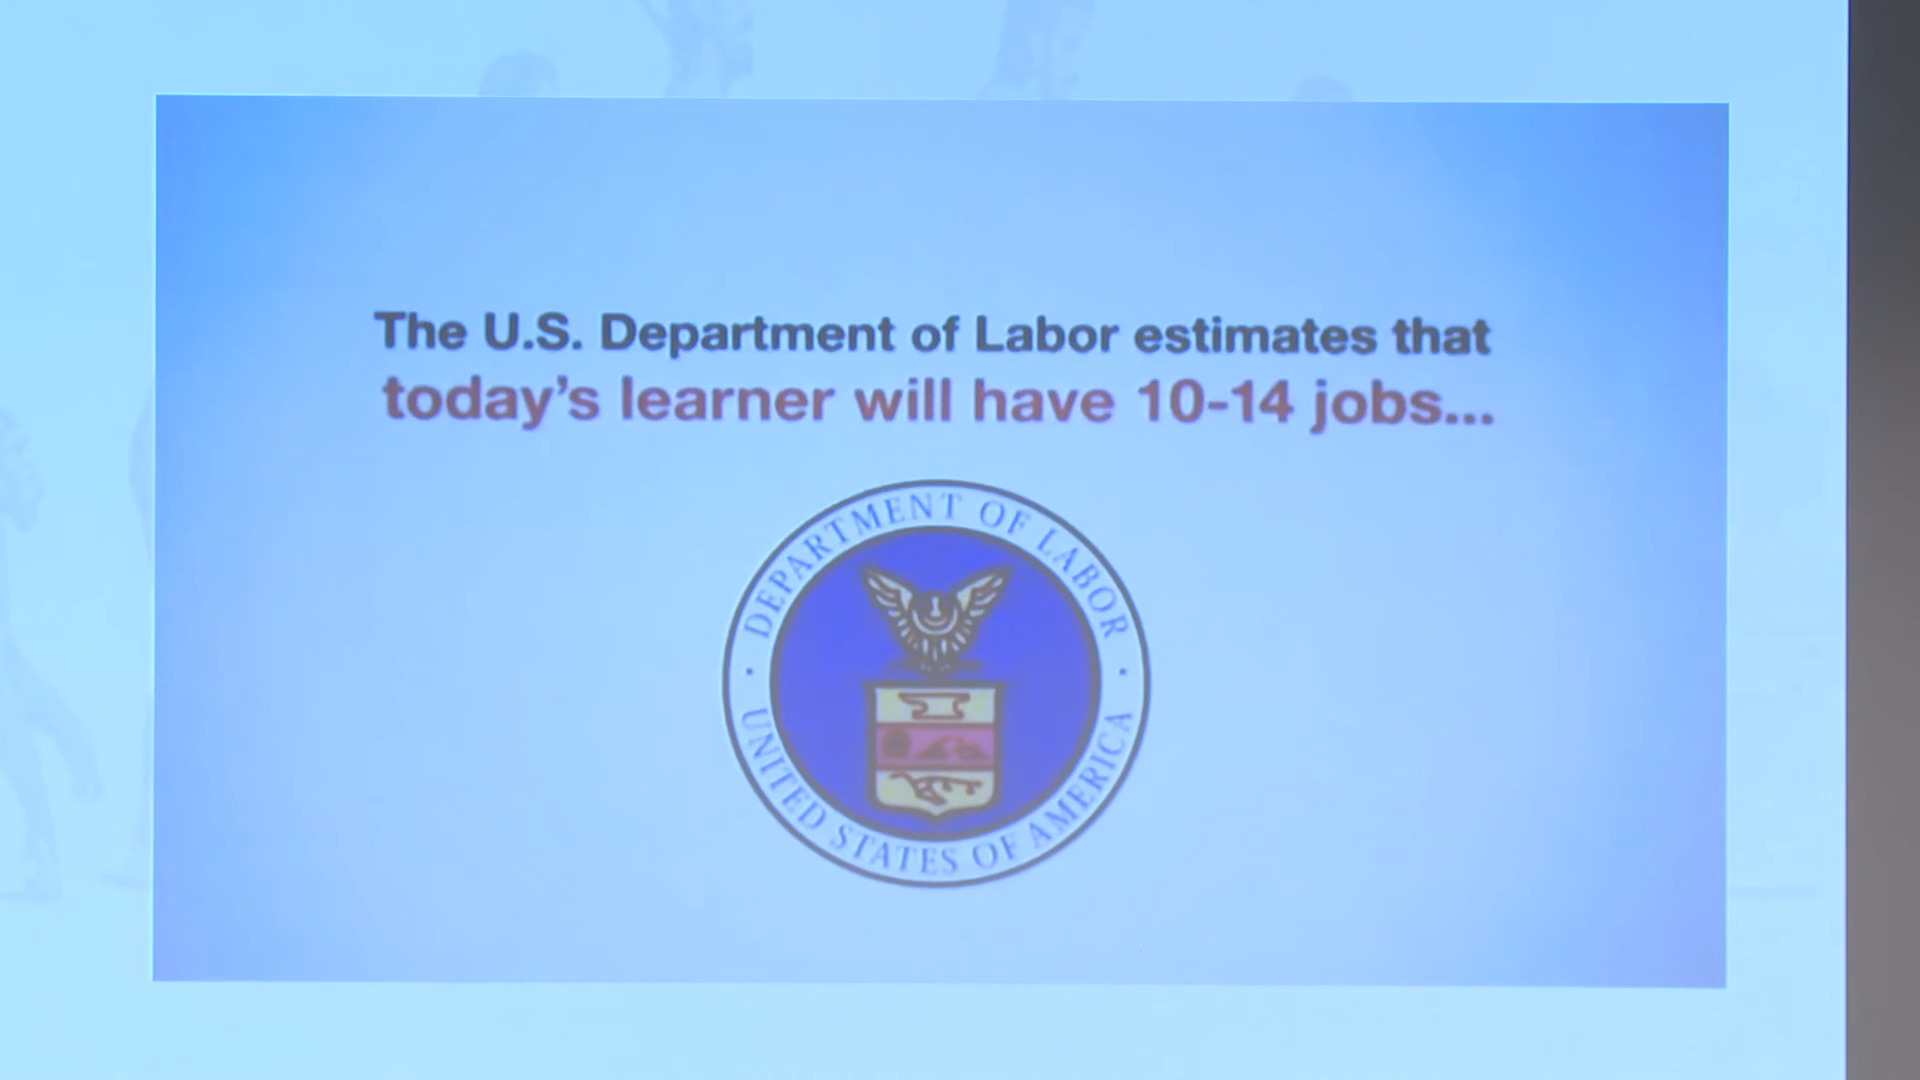 The U.S. Department of Labor estimates that
today's learner will have 10-14 jobs...
DEPARTMENT OF LABOR
UNITED STATES OF AMERICA